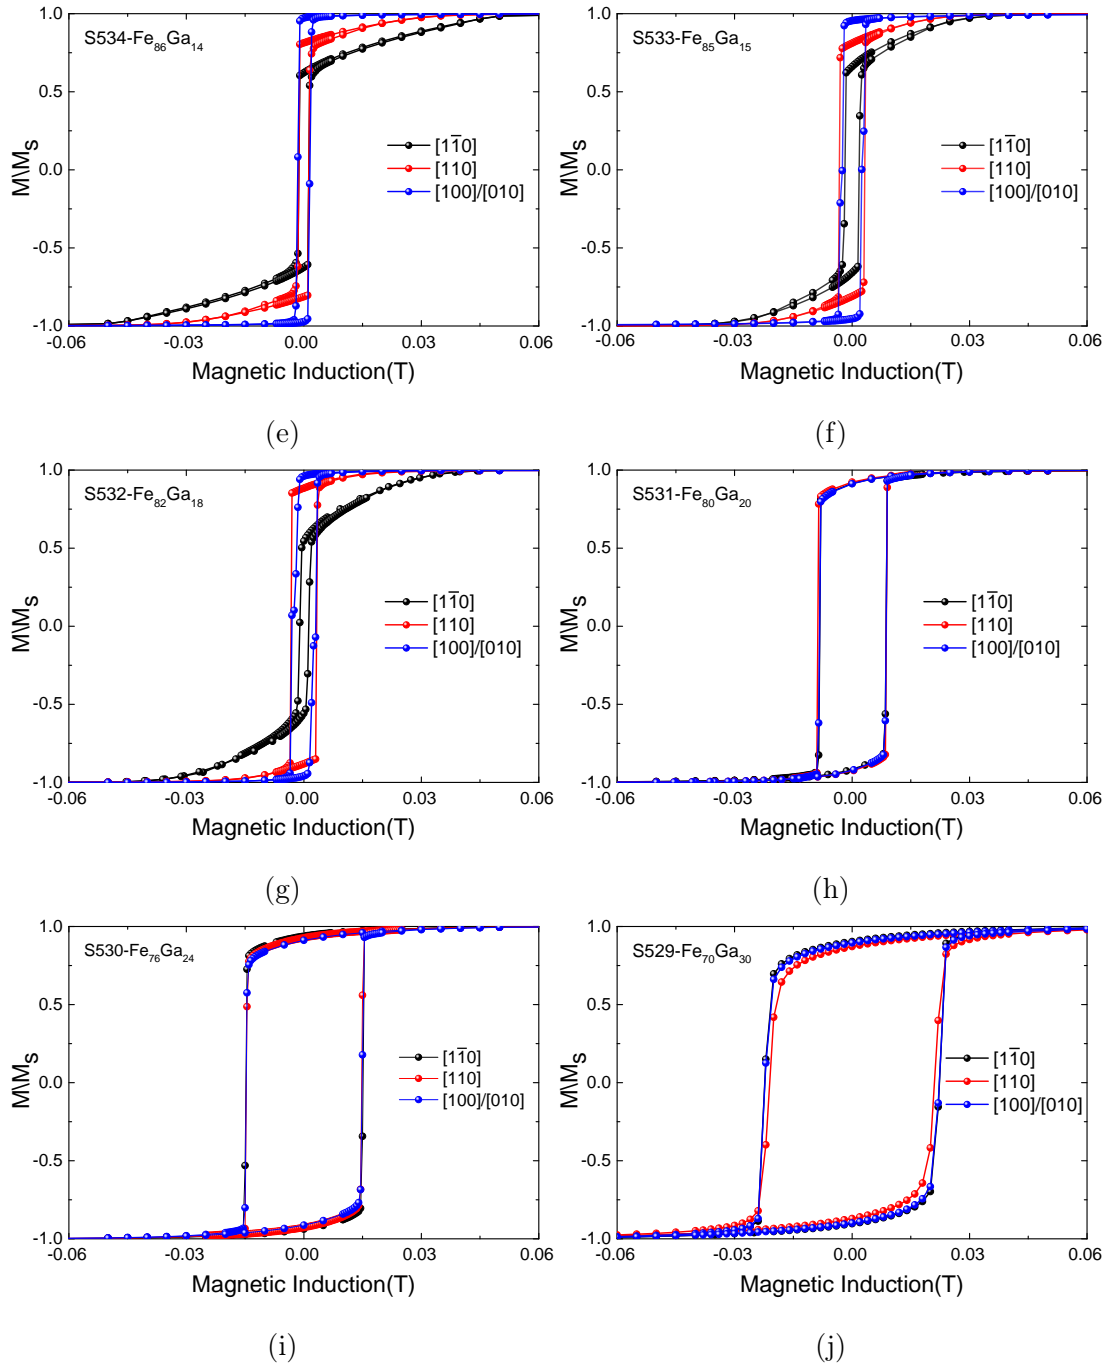 S534-Fe86Ga14
M\Ms
1.0
0.5
0.0
-0.5
-1.0
[11̄0]
[110]
[100]/[010]
-0.06 -0.03 0.00 0.03 0.06
Magnetic Induction(T)
(e)
S533-Fe85Ga15
M\Ms
1.0
0.5
0.0
-0.5
-1.0
[11̄0]
[110]
[100]/[010]
-0.06 -0.03 0.00 0.03 0.06
Magnetic Induction(T)
(f)
S532-Fe82Ga18
M\Ms
1.0
0.5
0.0
-0.5
-1.0
[11̄0]
[110]
[100]/[010]
-0.06 -0.03 0.00 0.03 0.06
Magnetic Induction(T)
(g)
S531-Fe80Ga20
M\Ms
1.0
0.5
0.0
-0.5
-1.0
[11̄0]
[110]
[100]/[010]
-0.06 -0.03 0.00 0.03 0.06
Magnetic Induction(T)
(h)
S530-Fe76Ga24
M\Ms
1.0
0.5
0.0
-0.5
-1.0
[11̄0]
[110]
[100]/[010]
-0.06 -0.03 0.00 0.03 0.06
Magnetic Induction(T)
(i)
S529-Fe70Ga30
M\Ms
1.0
0.5
0.0
-0.5
-1.0
[11̄0]
[110]
[100]/[010]
-0.06 -0.03 0.00 0.03 0.06
Magnetic Induction(T)
(j)